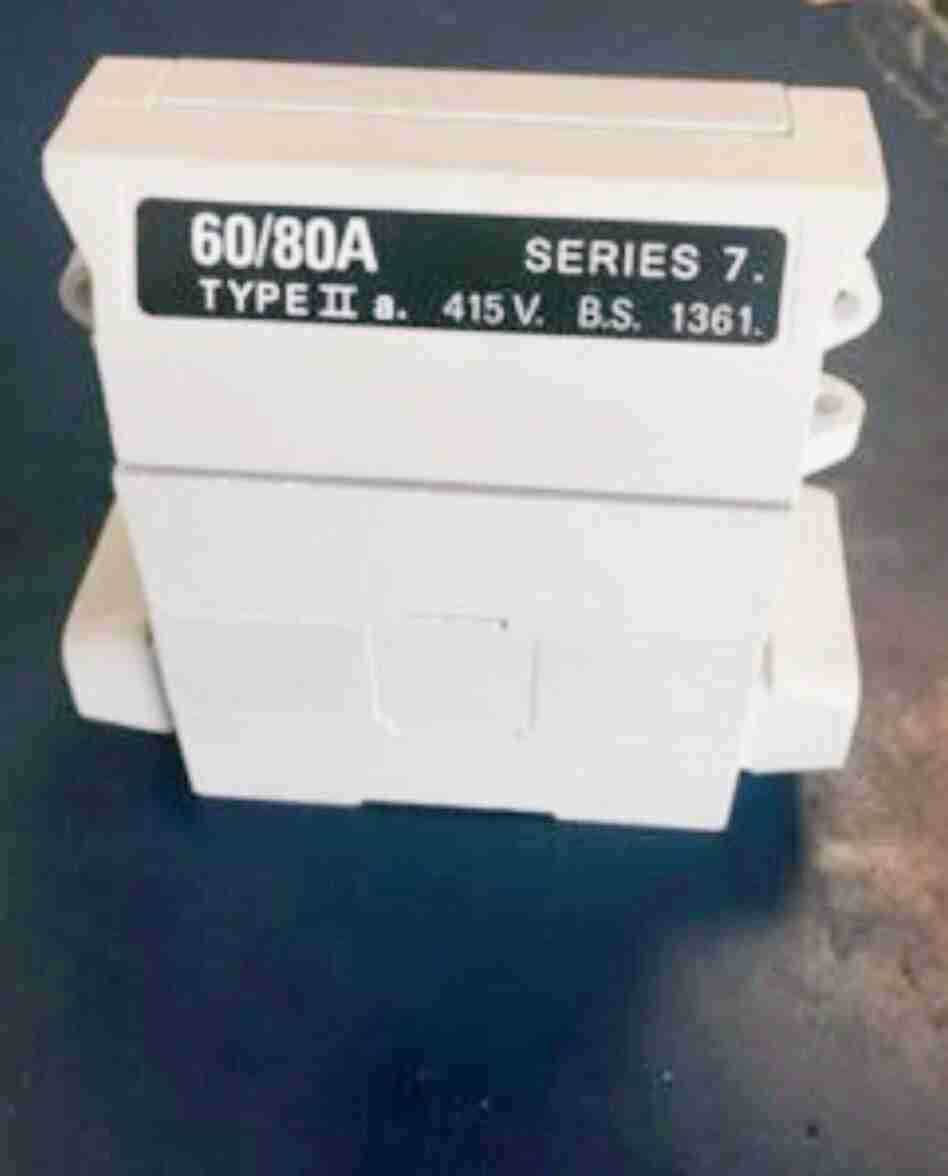 60/80A SERIES 7.
TYPE II a. 415 V. B.S. 1361.